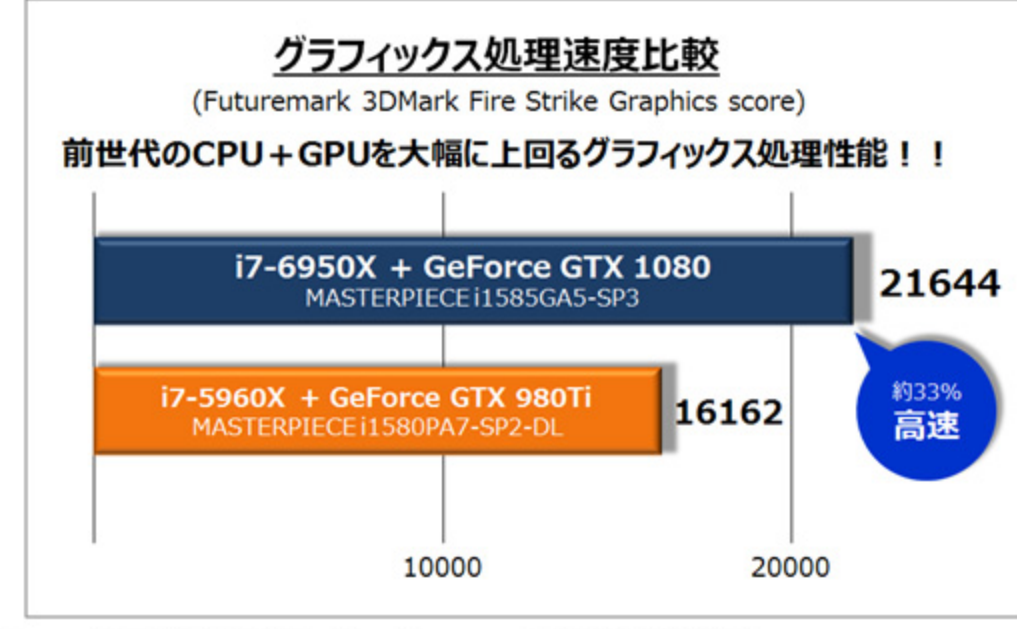 グラフィックス処理速度比較
(Futuremark 3DMark Fire Strike Graphics score)
前世代のCPU＋GPUを大幅に上回るグラフィックス処理性能！！
i7-6950X + GeForce GTX 1080
MASTERPIECE i1585GA5-SP3
21644
i7-5960X + GeForce GTX 980Ti
MASTERPIECE i1580PA7-SP2-DL
16162
約33%
高速
10000
20000